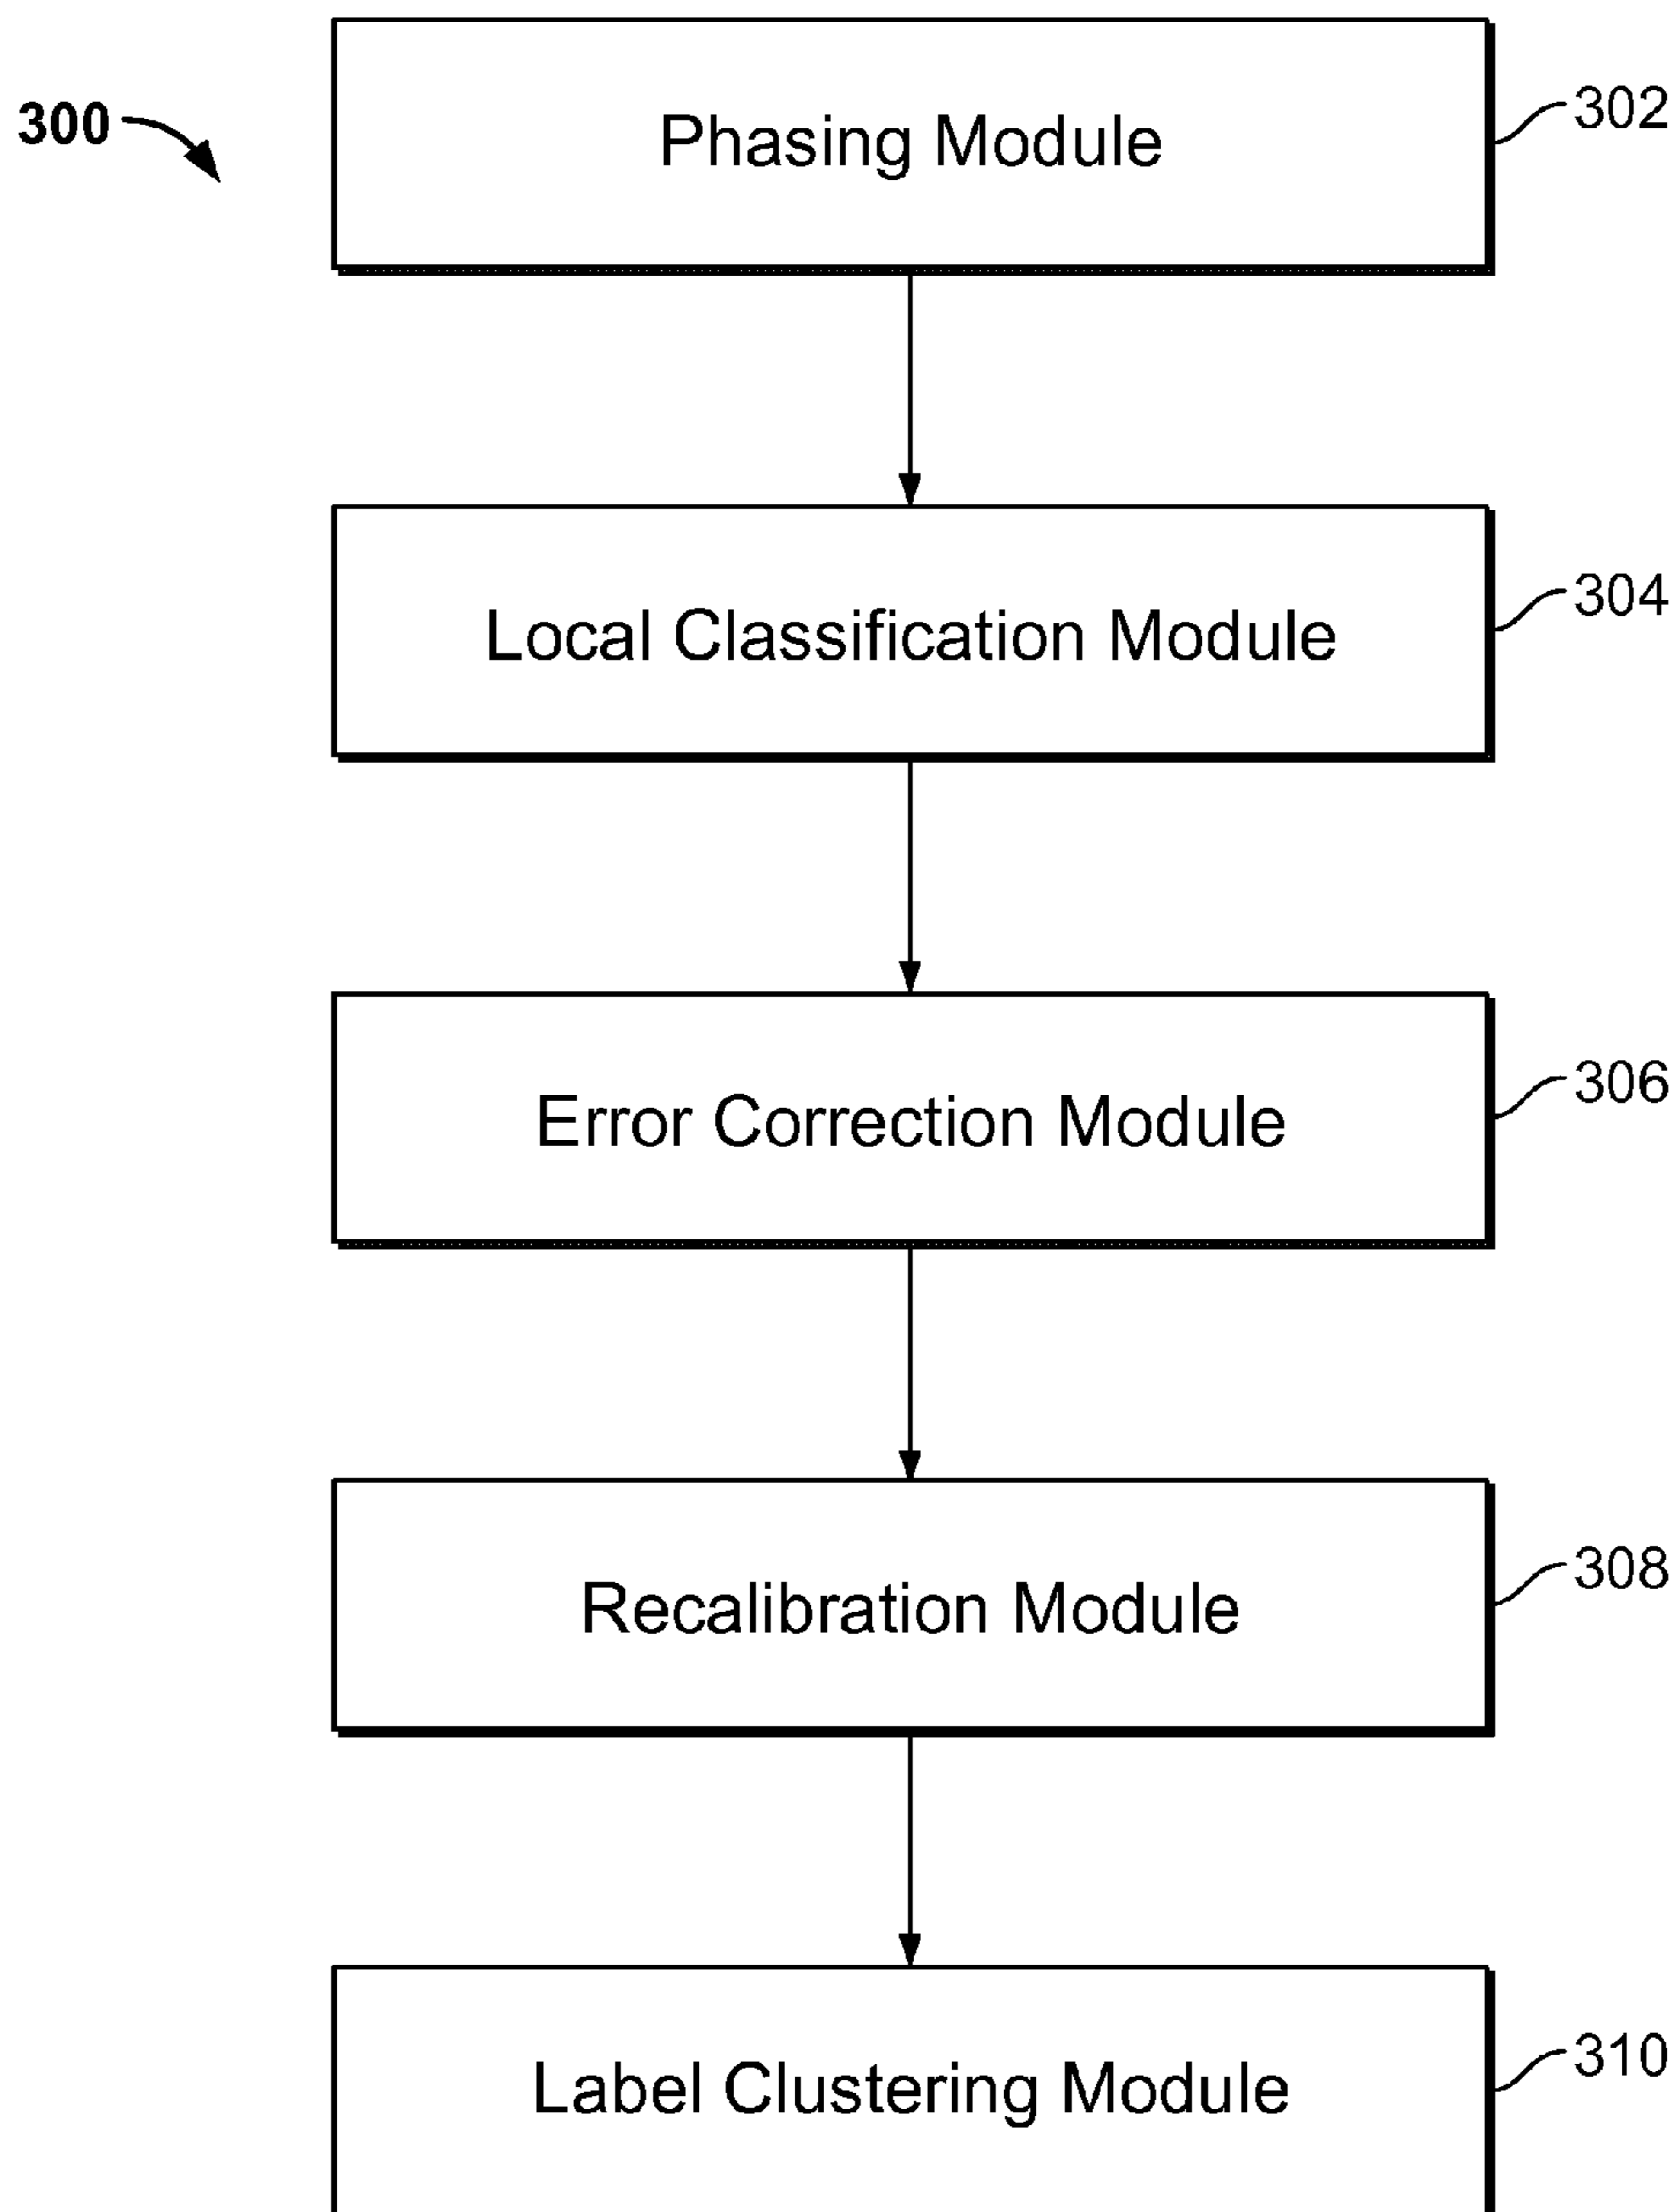 302
300
Phasing Module
304
Local Classification Module
306
Error Correction Module
308
Recalibration Module
310
Label Clustering Module